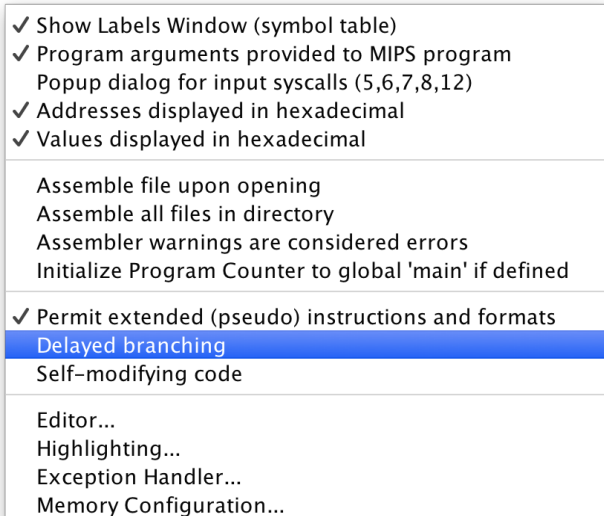 Show Labels Window (symbol table)
Program arguments provided to MIPS program
Popup dialog for input syscalls (5,6,7,8,12)
Addresses displayed in hexadecimal
Values displayed in hexadecimal
Assemble file upon opening
Assemble all files in directory
Assembler warnings are considered errors
Initialize Program Counter to global 'main' if defined
Permit extended (pseudo) instructions and formats
Delayed branching
Self-modifying code
Editor...
Highlighting...
Exception Handler...
Memory Configuration...